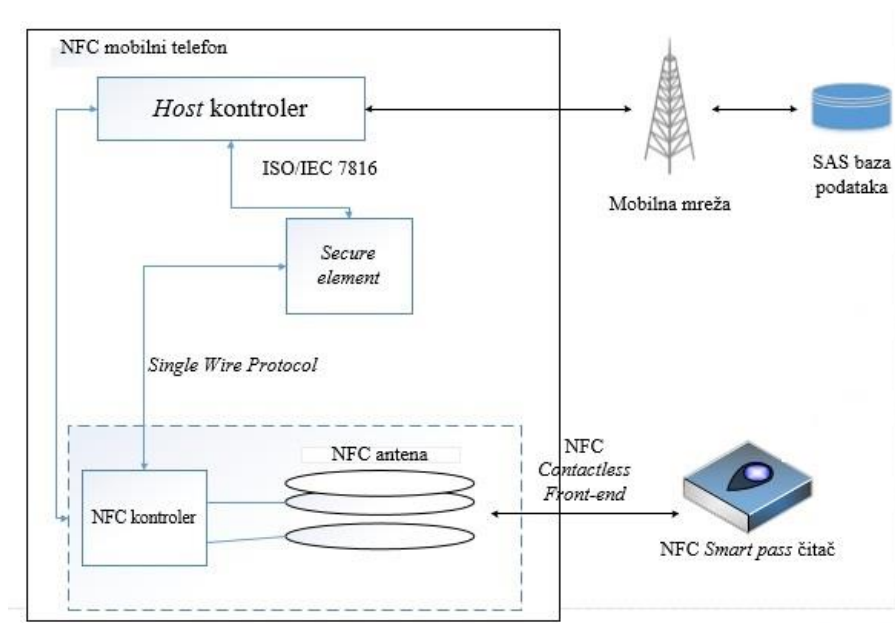 NFC mobilni telefon
Host kontroler
ISO/IEC 7816
Mobilna mreža
SAS baza
podataka
Secure
element
Single Wire Protocol
NFC antena
NFC kontroler
NFC
Contactless
Front-end
NFC Smart pass čitač